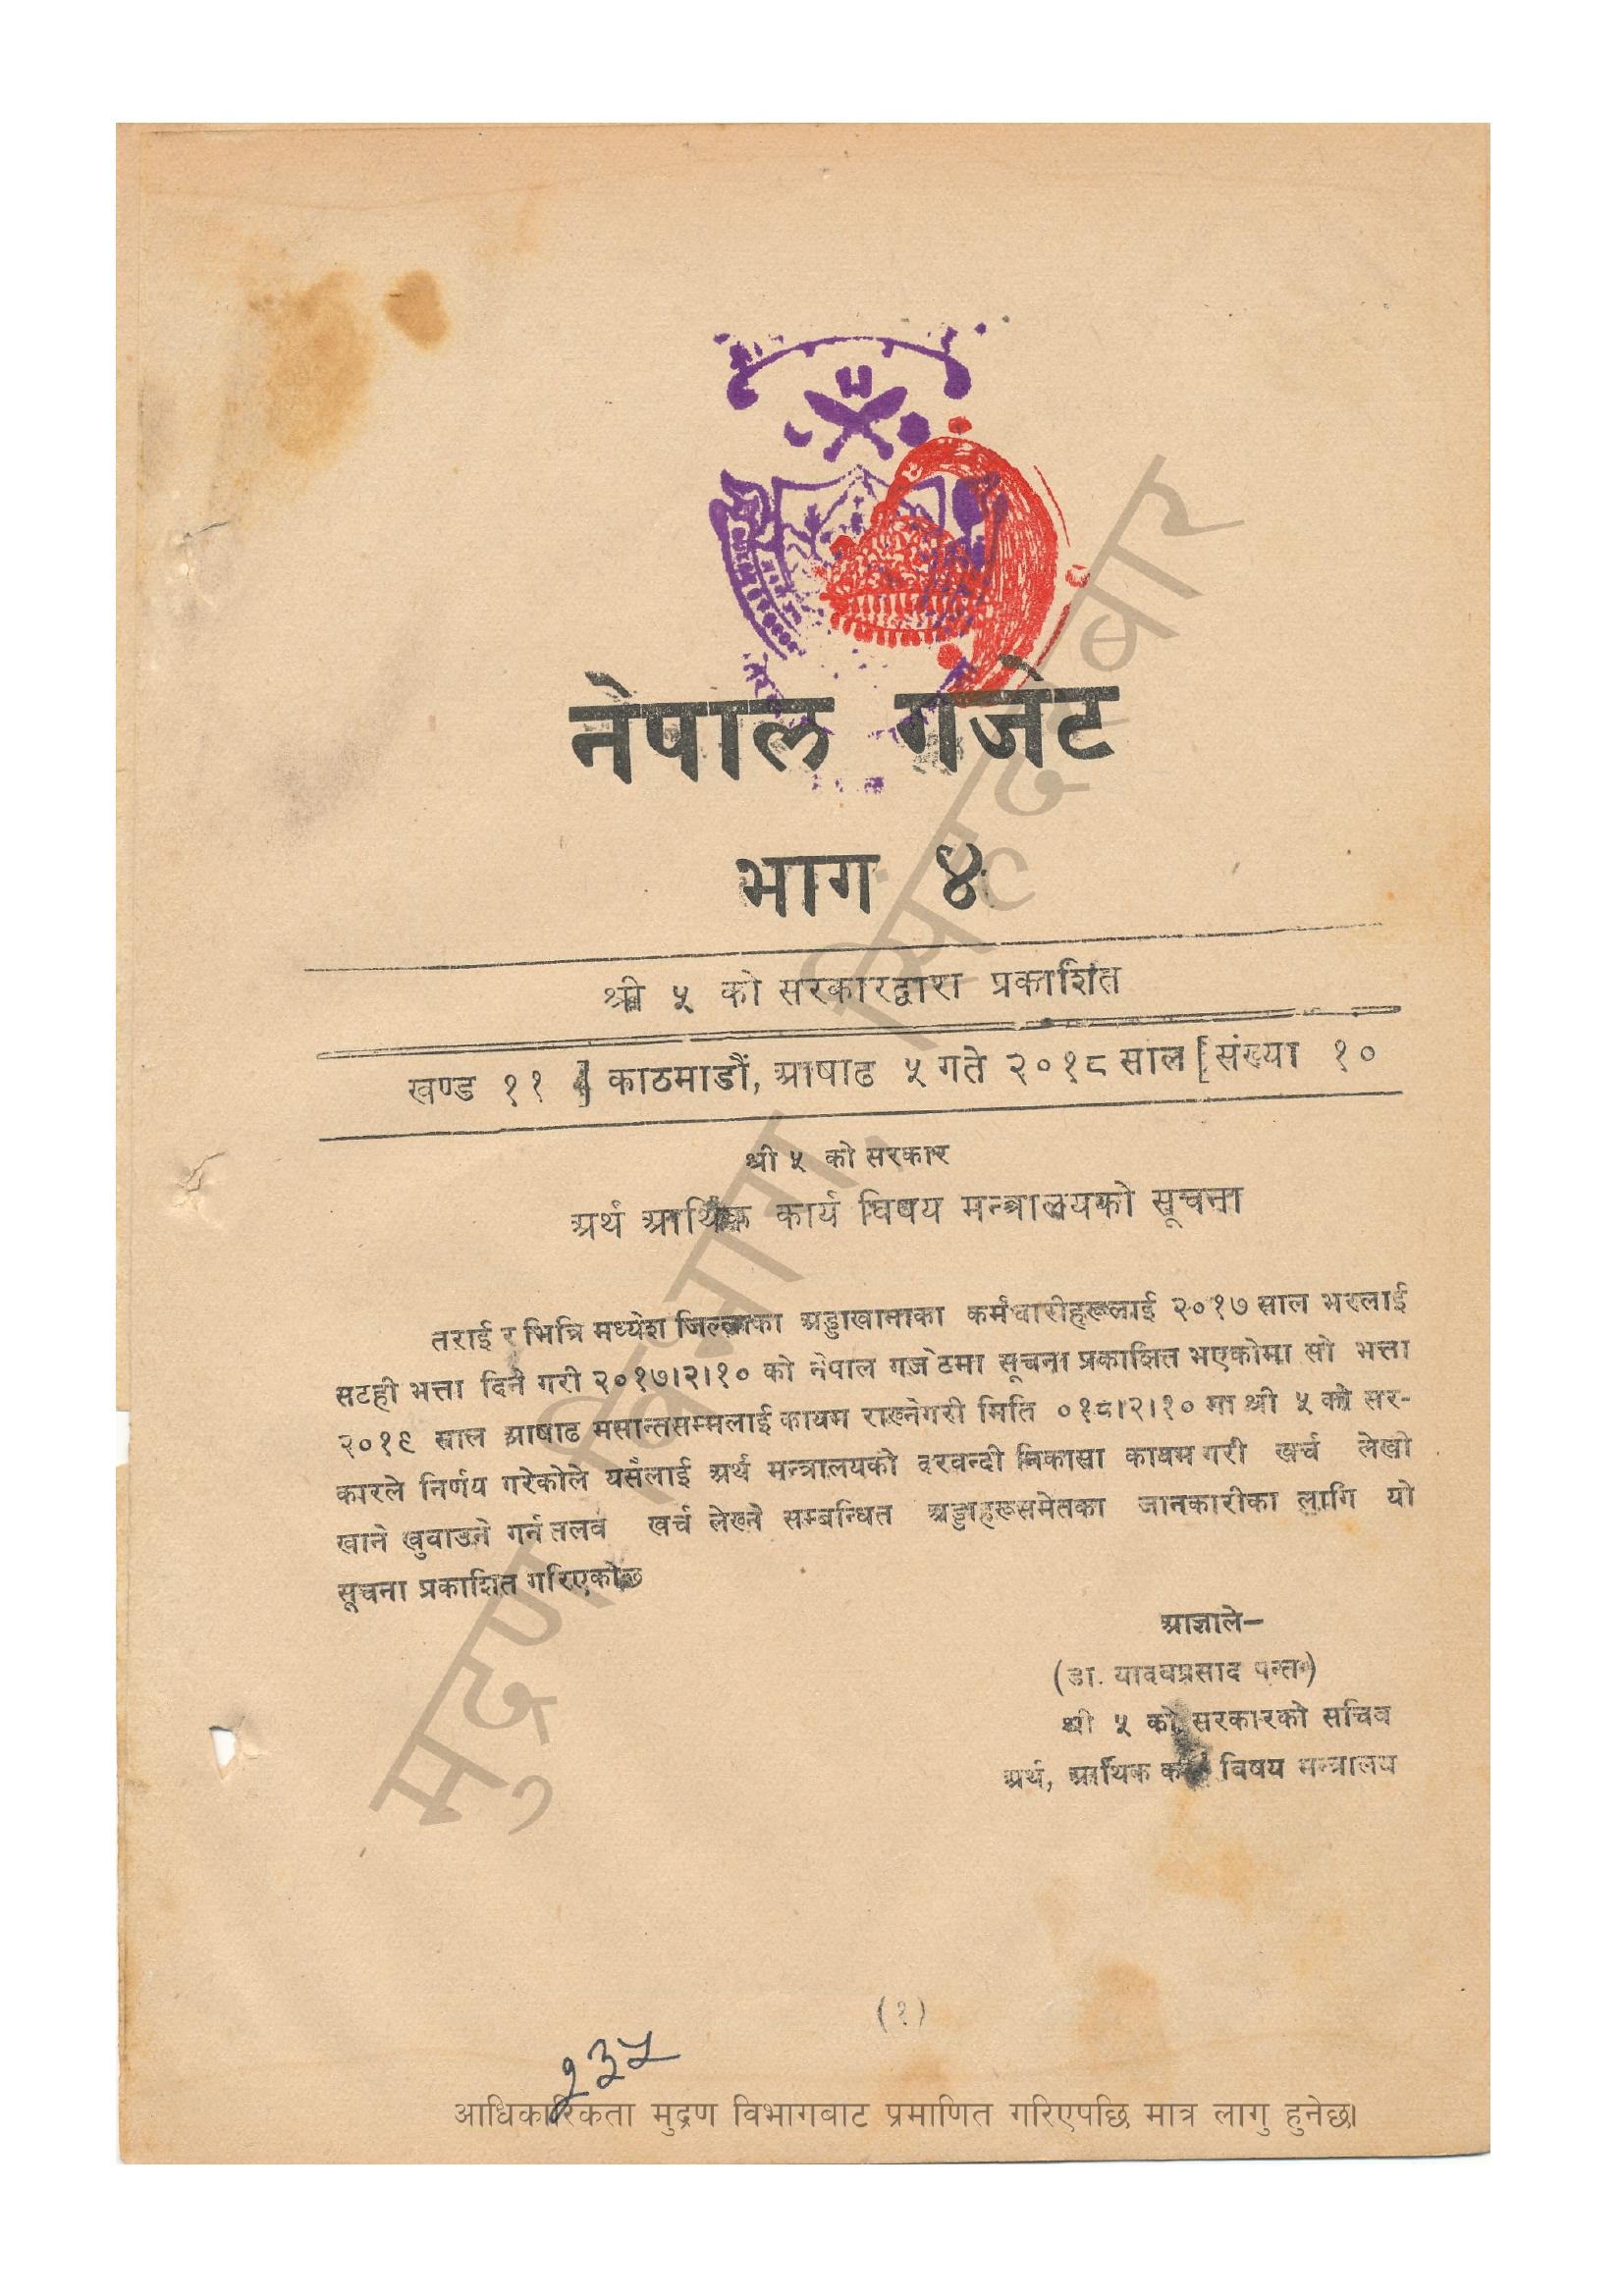 नेपाल गजेट
भाग ४
श्री ५ को सरकारद्वारा प्रकाशित
खण्ड ११ ] काठमाडौं, आषाढ ५ गते २०१८ साल [ संख्या १०
श्री ५ को सरकार
अर्थ आर्थिक कार्य विषय मन्त्रालयको सूचना
तराई र भित्रि मध्येश जिल्लाका अड्डाखानाका कर्मचारीहरूलाई २०१७ साल भरलाई
सटही भत्ता दिने गरी २०१७।२।१० को नेपाल गजेटमा सूचना प्रकाशित भएकोमा सो भत्ता
२०१९ साल आषाढ मसान्तसम्मलाई कायम राख्नेगरी मिति ०१८।२।१० मा श्री ५ को सर-
कारले निर्णय गरेकोले यसैलाई अर्थ मन्त्रालयको दरवन्दी निकासा कायम गरी खर्च लेखी
खाने खुवाउने गर्न तलव खर्च लेख्ने सम्बन्धित अड्डाहरूसमेतका जानकारीका लागि यो
सूचना प्रकाशित गरिएकोछ
आज्ञाले—
(डा. यादवप्रसाद पन्त)
श्री ५ को सरकारको सचिव
अर्थ, आर्थिक विषय मन्त्रालय
(१)
२३५
आधिकारिकता मुद्रण विभागबाट प्रमाणित गरिएपछि मात्र लागु हुनेछ।
मुद्रण विभाग, सिंहदरबार